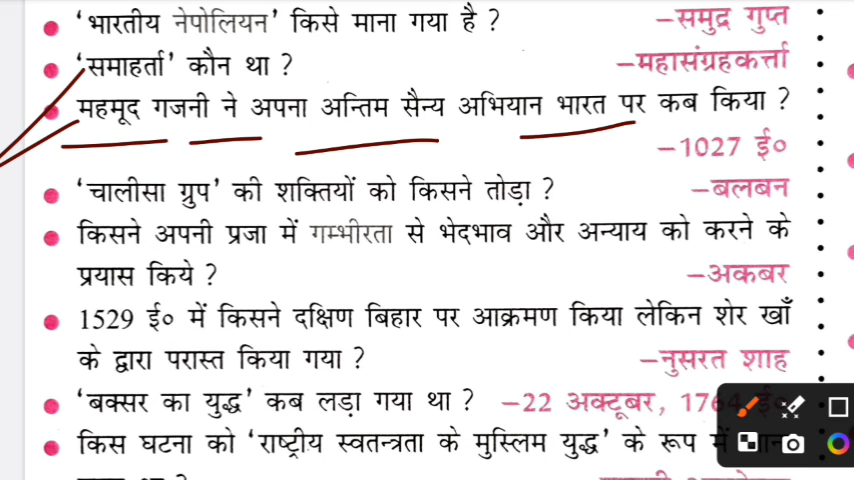 'भारतीय नेपोलियन' किसे माना गया है ? –समुद्र गुप्त
'समाहर्ता' कौन था ? –महासंग्रहकर्त्ता
महमूद गजनी ने अपना अन्तिम सैन्य अभियान भारत पर कब किया ?
–1027 ई०
'चालीसा ग्रुप' की शक्तियों को किसने तोड़ा ? –बलबन
किसने अपनी प्रजा में गम्भीरता से भेदभाव और अन्याय को करने के
प्रयास किये ? –अकबर
1529 ई० में किसने दक्षिण बिहार पर आक्रमण किया लेकिन शेर खाँ
के द्वारा परास्त किया गया ? –नुसरत शाह
'बक्सर का युद्ध' कब लड़ा गया था ? –22 अक्टूबर, 1764 ई०
किस घटना को 'राष्ट्रीय स्वतन्त्रता के मुस्लिम युद्ध' के रूप में